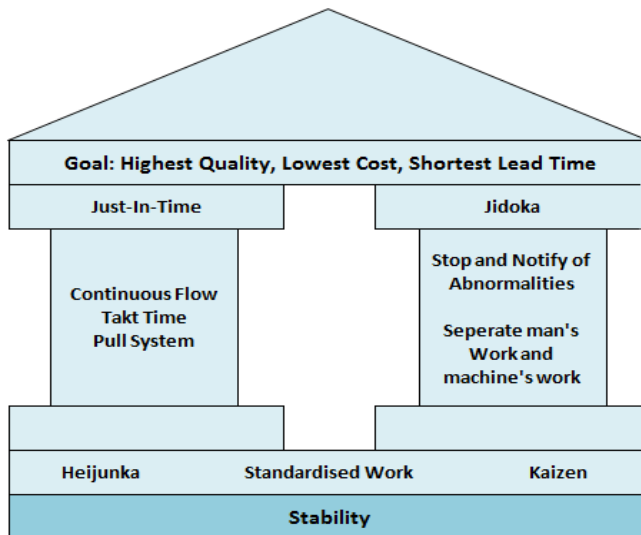 Goal: Highest Quality, Lowest Cost, Shortest Lead Time
Just-In-Time
Jidoka
Continuous Flow
Takt Time
Pull System
Stop and Notify of
Abnormalities
Seperate man's
Work and
machine's work
Heijunka
Standardised Work
Kaizen
Stability